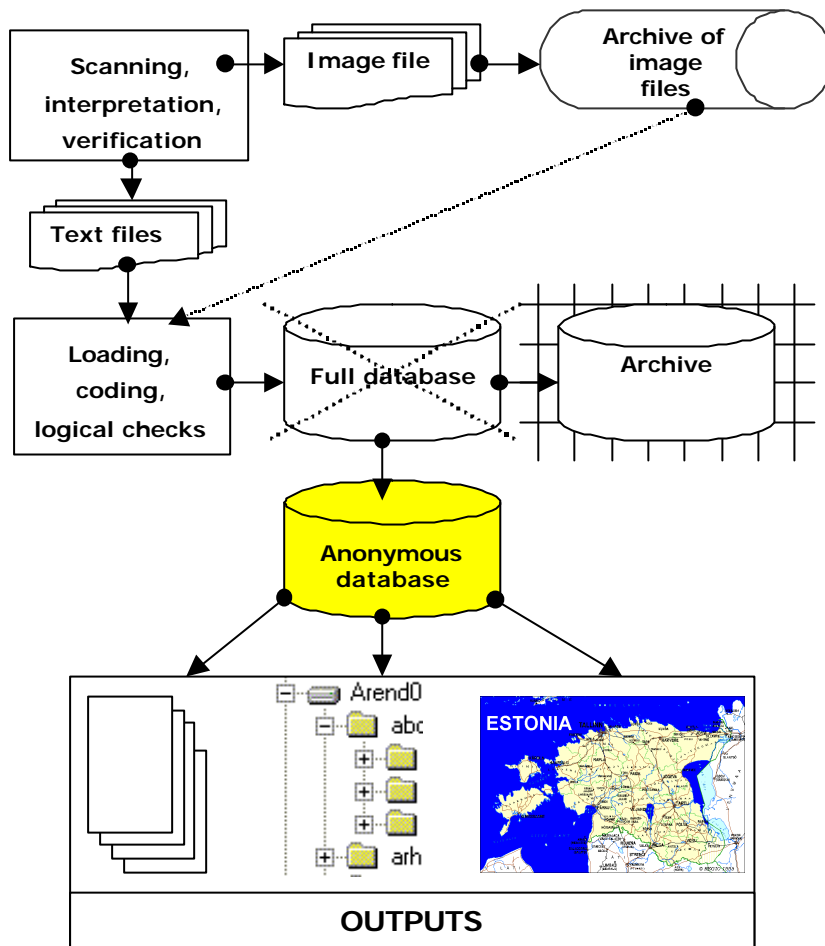 Scanning,
interpretation,
verification
Image file
Archive of
image
files
Text files
Loading,
coding,
logical checks
Full database
Archive
Anonymous
database
Arend0
abc
arh
ESTONIA
OUTPUTS